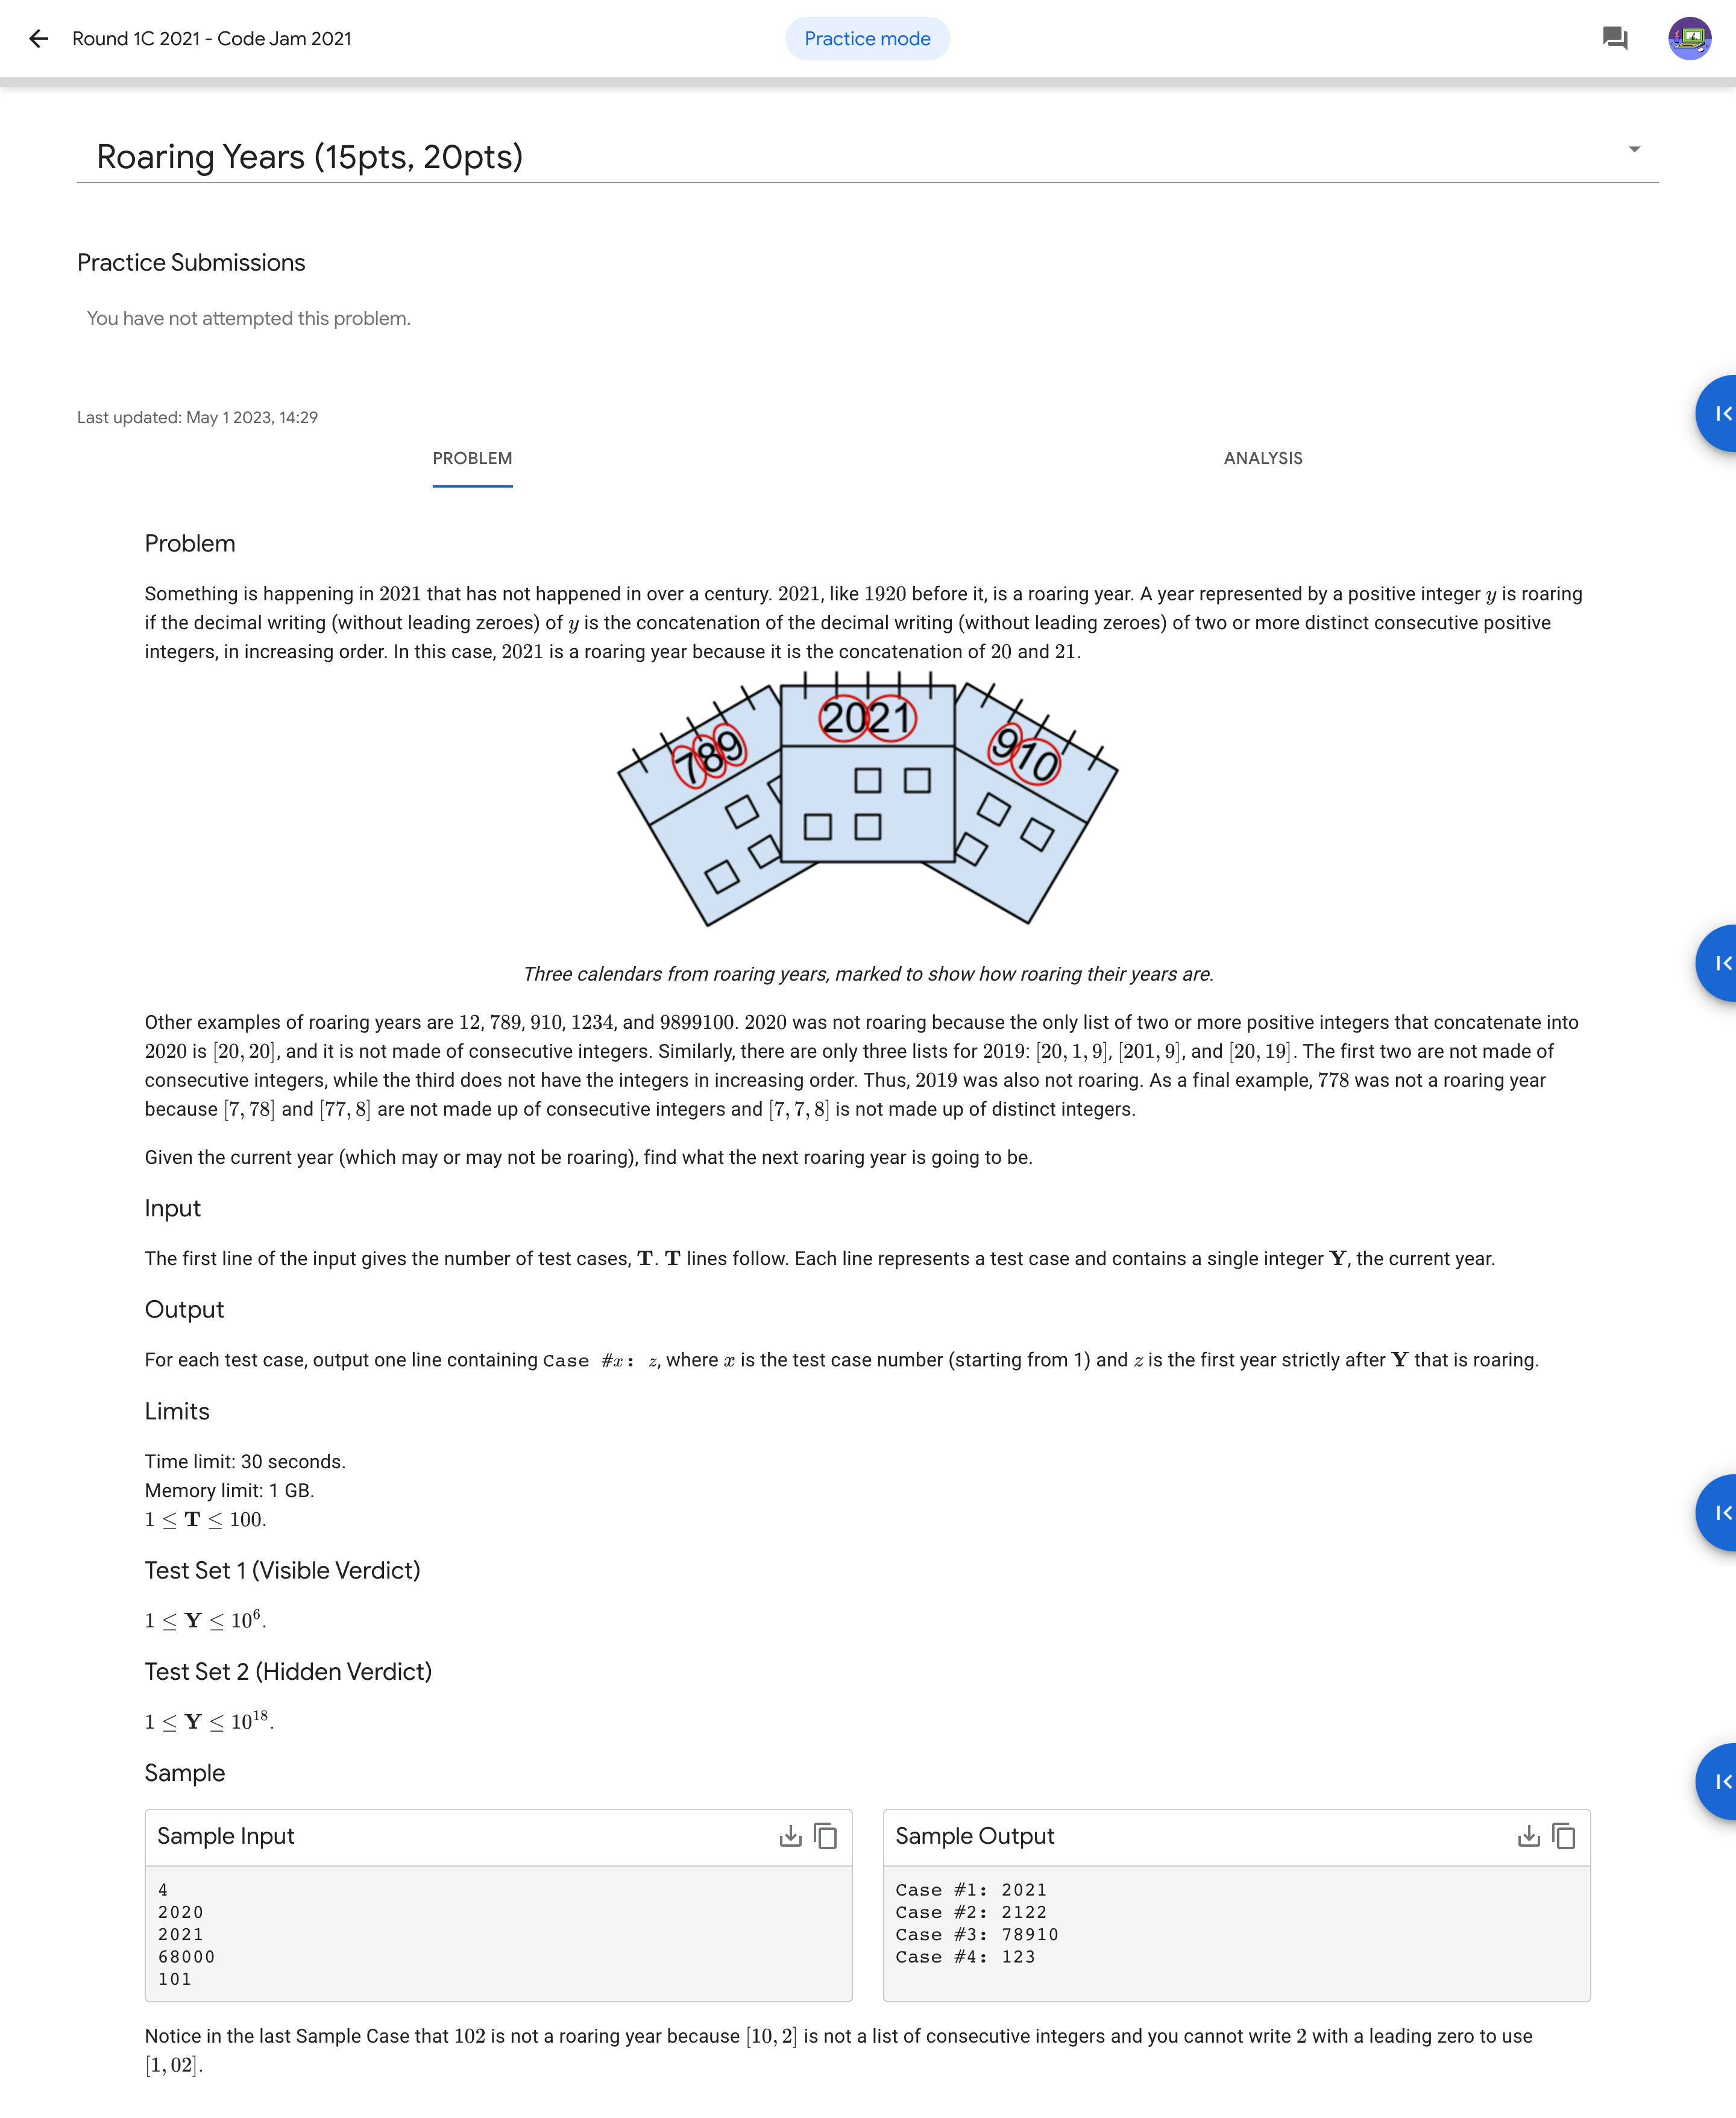 Round 1C 2021 - Code Jam 2021
Practice mode
Roaring Years (15pts, 20pts)
Practice Submissions
You have not attempted this problem.
Last updated: May 1 2023, 14:29
PROBLEM
ANALYSIS
Problem
Something is happening in 2021 that has not happened in over a century. 2021, like 1920 before it, is a roaring year. A year represented by a positive integer y is roaring
if the decimal writing (without leading zeroes) of y is the concatenation of the decimal writing (without leading zeroes) of two or more distinct consecutive positive
integers, in increasing order. In this case, 2021 is a roaring year because it is the concatenation of 20 and 21.
789
2021
910
Three calendars from roaring years, marked to show how roaring their years are.
Other examples of roaring years are 12, 789, 910, 1234, and 9899100. 2020 was not roaring because the only list of two or more positive integers that concatenate into
2020 is [20, 20], and it is not made of consecutive integers. Similarly, there are only three lists for 2019: [20, 1, 9], [201, 9], and [20, 19]. The first two are not made of
consecutive integers, while the third does not have the integers in increasing order. Thus, 2019 was also not roaring. As a final example, 778 was not a roaring year
because [7, 78] and [77, 8] are not made up of consecutive integers and [7, 7, 8] is not made up of distinct integers.
Given the current year (which may or may not be roaring), find what the next roaring year is going to be.
Input
The first line of the input gives the number of test cases, T. T lines follow. Each line represents a test case and contains a single integer Y, the current year.
Output
For each test case, output one line containing Case #x: z, where x is the test case number (starting from 1) and z is the first year strictly after Y that is roaring.
Limits
Time limit: 30 seconds.
Memory limit: 1 GB.
1 ≤ T ≤ 100.
Test Set 1 (Visible Verdict)
1 ≤ Y ≤ 10⁶.
Test Set 2 (Hidden Verdict)
1 ≤ Y ≤ 10¹⁸.
Sample
Sample Input
4
2020
2021
68000
101
Sample Output
Case #1: 2021
Case #2: 2122
Case #3: 78910
Case #4: 123
Notice in the last Sample Case that 102 is not a roaring year because [10, 2] is not a list of consecutive integers and you cannot write 2 with a leading zero to use
[1, 02].